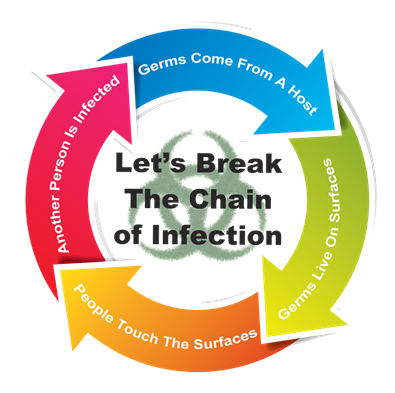 Germs Come From A Host
Germs Live On Surfaces
People Touch The Surfaces
Another Person Is Infected
Let's Break
The Chain
of Infection